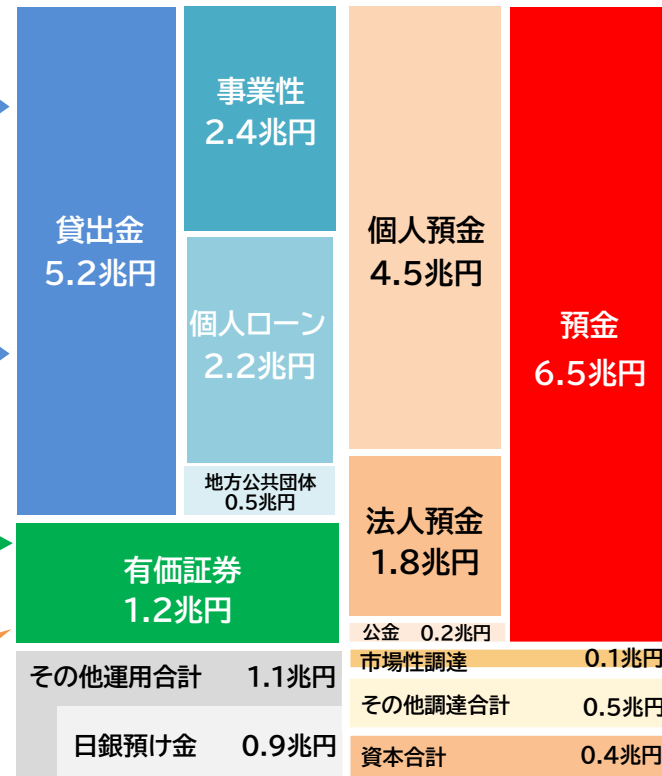 貸出金
5.2兆円
事業性
2.4兆円
個人ローン
2.2兆円
地方公共団体
0.5兆円
有価証券
1.2兆円
その他運用合計 1.1兆円
日銀預け金 0.9兆円
個人預金
4.5兆円
法人預金
1.8兆円
公金 0.2兆円
預金
6.5兆円
市場性調達 0.1兆円
その他調達合計 0.5兆円
資本合計 0.4兆円